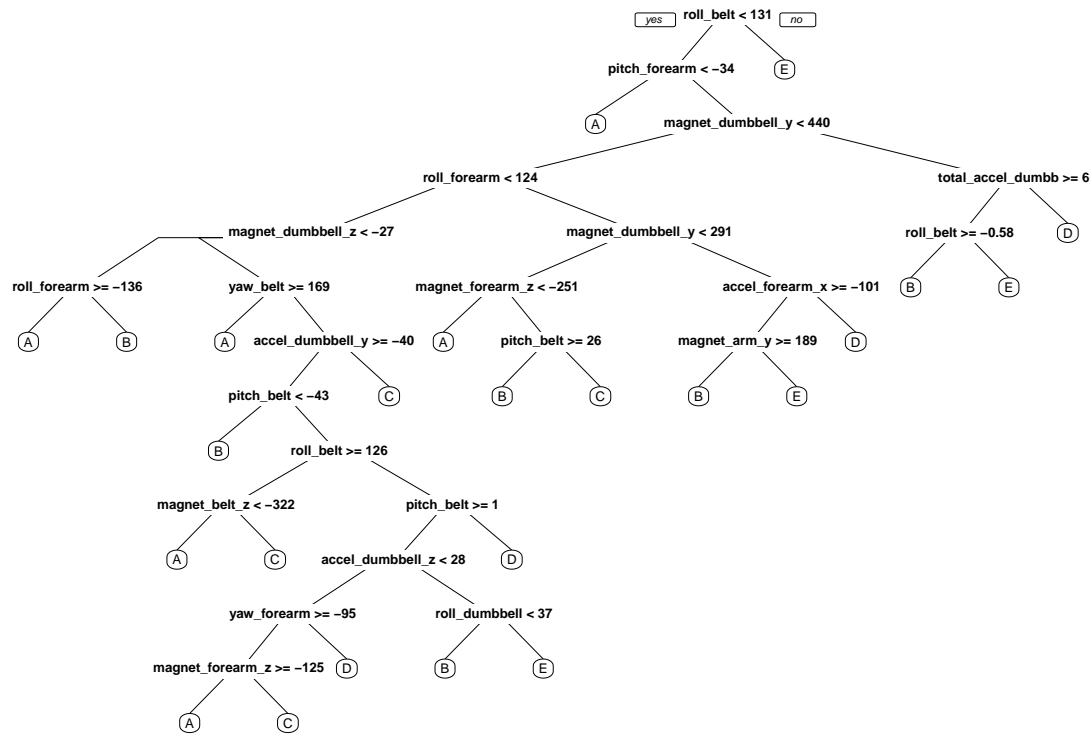 yes roll_belt < 131 no
pitch_forearm < −34 E
A magnet_dumbbell_y < 440
roll_forearm < 124 total_accel_dumbb >= 6
magnet_dumbbell_z < −27 magnet_dumbbell_y < 291 roll_belt >= −0.58 D
roll_forearm >= −136 yaw_belt >= 169 magnet_forearm_z < −251 accel_forearm_x >= −101 B E
A B A accel_dumbbell_y >= −40 A pitch_belt >= 26 magnet_arm_y >= 189 D
pitch_belt < −43 C B C B E
B roll_belt >= 126
magnet_belt_z < −322 pitch_belt >= 1
A C accel_dumbbell_z < 28 D
yaw_forearm >= −95 roll_dumbbell < 37
magnet_forearm_z >= −125 D B E
A C